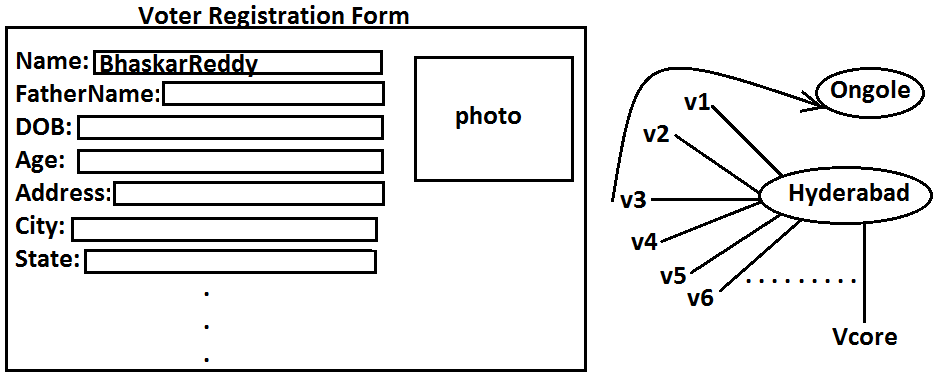 Voter Registration Form
Name: BhaskarReddy
FatherName:
DOB:
Age:
Address:
City:
State:
.
.
.
photo
Ongole
v1
v2
Hyderabad
v3
v4
v5
v6
. . . . . . . . .
Vcore